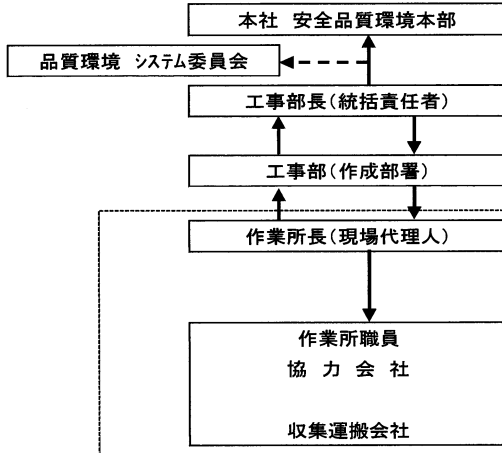 本社 安全品質環境本部
品質環境 システム委員会
工事部長(統括責任者)
工事部(作成部署)
作業所長(現場代理人)
作業所職員
協 力 会 社
収集運搬会社